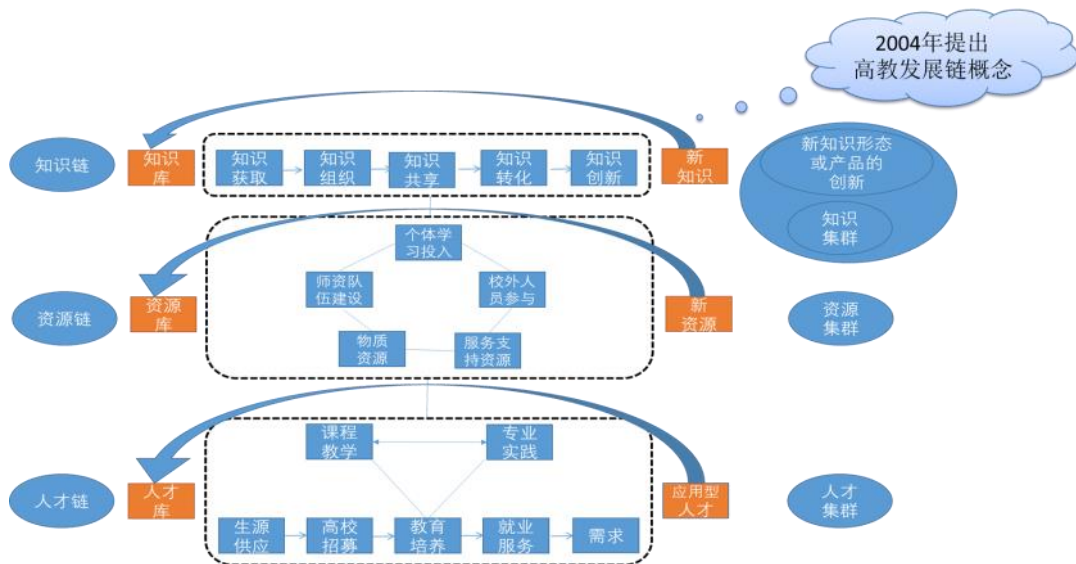 2004年提出
高教发展链概念
知识链
知识
库
知识
获取
知识
组织
知识
共享
知识
转化
知识
创新
新
知识
新知识形态
或产品的
创新
知识
集群
个体学
习投入
师资队
伍建设
校外人
员参与
物质
资源
服务支
持资源
资源链
资源
库
新
资源
资源
集群
课程
教学
专业
实践
人才链
人才
库
生源
供应
高校
招募
教育
培养
就业
服务
需求
应用型
人才
人才
集群